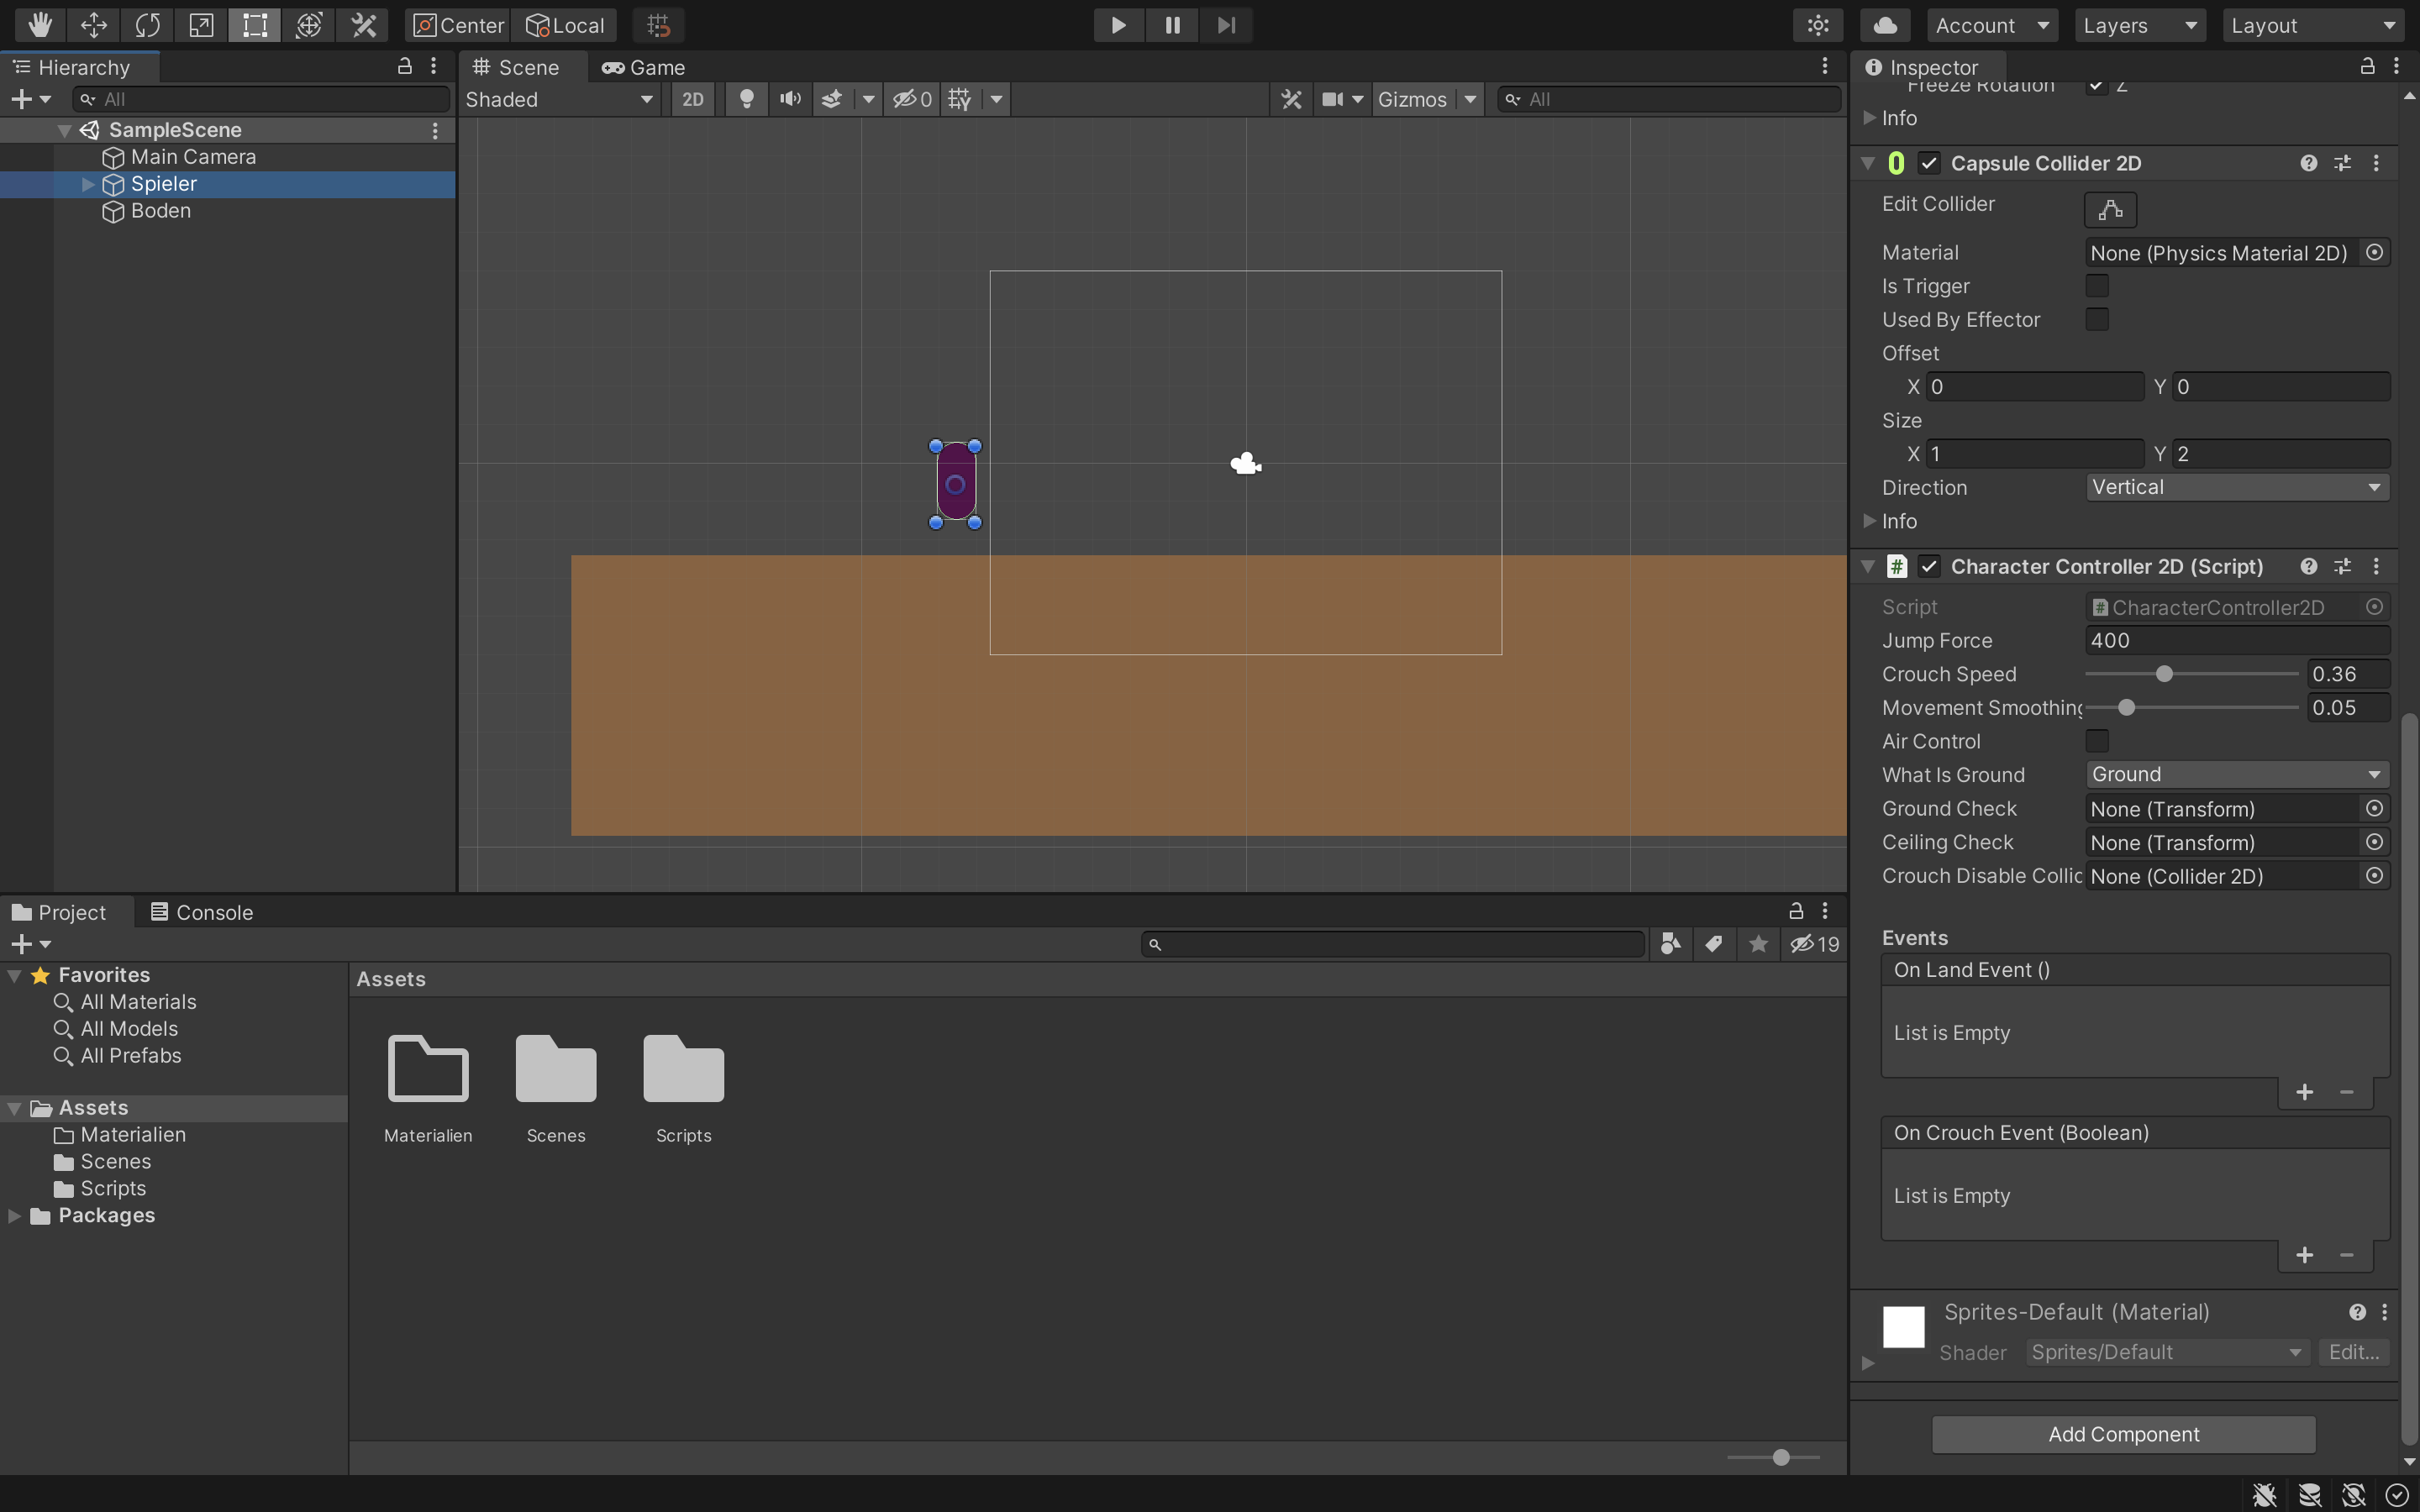 Center
Local
Account
Layers
Layout
Hierarchy
All
SampleScene
Main Camera
Spieler
Boden
Scene
Game
Shaded
2D
0
Gizmos
All
Inspector
Freeze Rotation
Z
Info
Capsule Collider 2D
Edit Collider
Material
None (Physics Material 2D)
Is Trigger
Used By Effector
Offset
X 0 Y 0
Size
X 1 Y 2
Direction
Vertical
Info
# Character Controller 2D (Script)
Script
# CharacterController2D
Jump Force
400
Crouch Speed
0.36
Movement Smoothing
0.05
Air Control
What Is Ground
Ground
Ground Check
None (Transform)
Ceiling Check
None (Transform)
Crouch Disable Collic
None (Collider 2D)
Events
On Land Event ()
List is Empty
On Crouch Event (Boolean)
List is Empty
Sprites-Default (Material)
Shader
Sprites/Default
Edit...
Add Component
Project
Console
19
Favorites
All Materials
All Models
All Prefabs
Assets
Materialien
Scenes
Scripts
Packages
Assets
Materialien
Scenes
Scripts